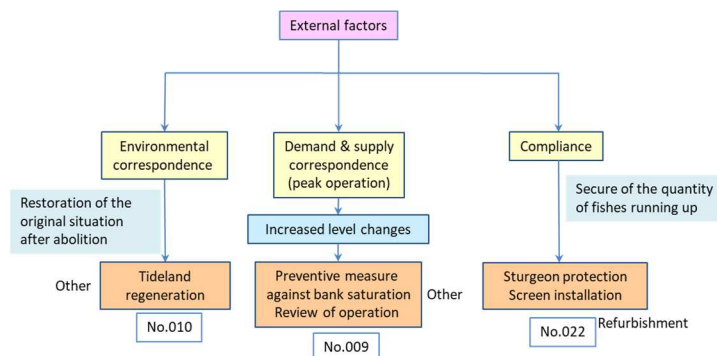 External factors
Environmental
correspondence
Demand & supply
correspondence
(peak operation)
Compliance
Restoration of the
original situation
after abolition
Secure of the quantity
of fishes running up
Increased level changes
Other
Tideland
regeneration
Preventive measure
against bank saturation
Review of operation
Other
Sturgeon protection
Screen installation
No.010
No.009
No.022
Refurbishment